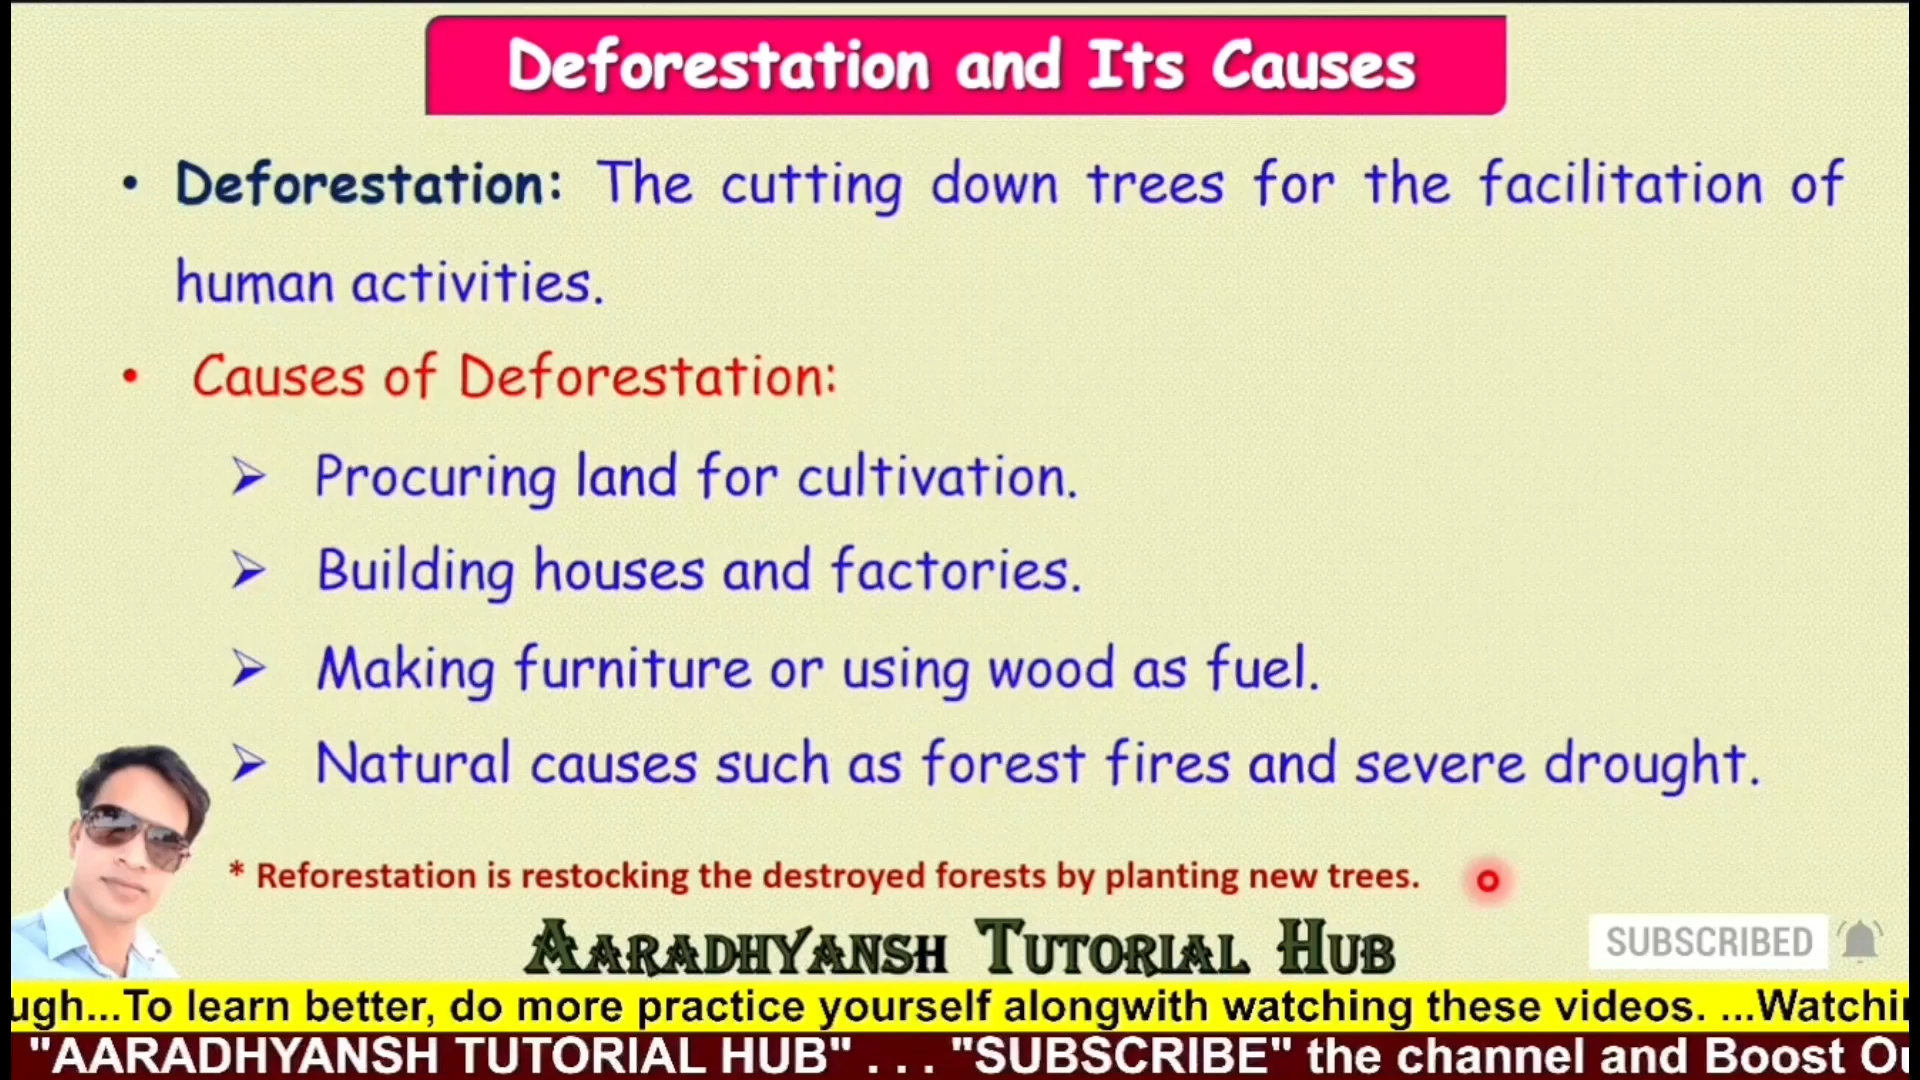 Deforestation and Its Causes
• Deforestation: The cutting down trees for the facilitation of
human activities.
• Causes of Deforestation:
➢ Procuring land for cultivation.
➢ Building houses and factories.
➢ Making furniture or using wood as fuel.
➢ Natural causes such as forest fires and severe drought.
* Reforestation is restocking the destroyed forests by planting new trees.
AARADHYANSH TUTORIAL HUB
SUBSCRIBED
ugh...To learn better, do more practice yourself alongwith watching these videos. ...Watchi
"AARADHYANSH TUTORIAL HUB" . . . "SUBSCRIBE" the channel and Boost